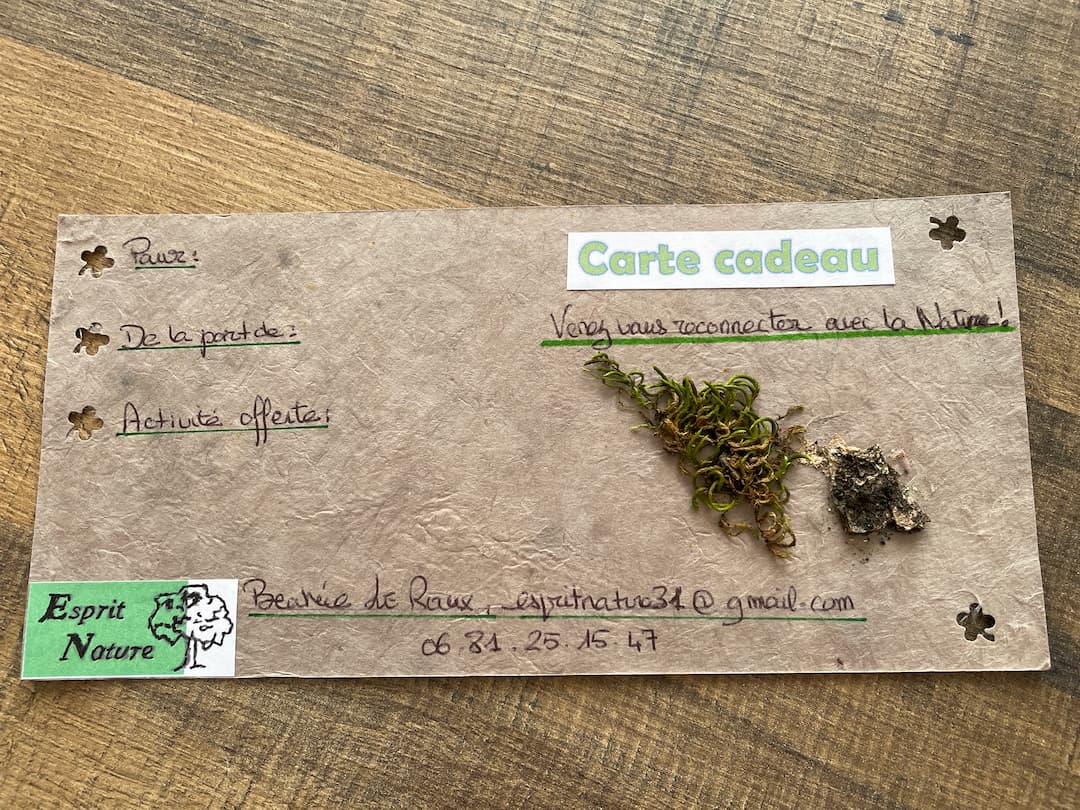 Pour :
De la part de :
Activité offerte :
Carte cadeau
Venez vous reconnecter avec la Nature !
Esprit
Nature
de Roux, espritnature31@gmail.com
06.81.25.15.47